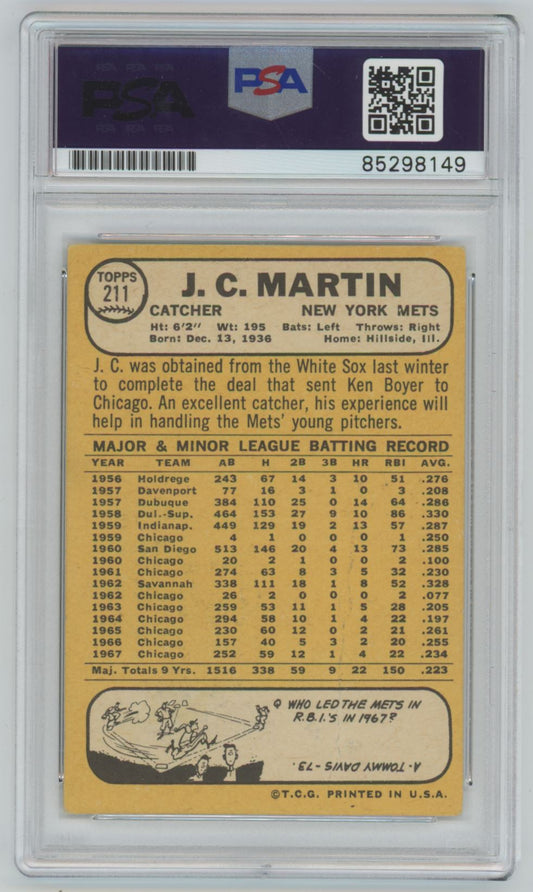 PSA PSA PSA
PSA
PSA PSA PSA
PSA
85298149
TOPPS
211
J. C. MARTIN
CATCHER NEW YORK METS
Ht: 6'2" Wt: 195 Bats: Left Throws: Right
Born: Dec. 13, 1936 Home: Hillside, Ill.
J. C. was obtained from the White Sox last winter
to complete the deal that sent Ken Boyer to
Chicago. An excellent catcher, his experience will
help in handling the Mets' young pitchers.
MAJOR & MINOR LEAGUE BATTING RECORD
YEAR TEAM AB H 2B 3B HR RBI AVG.
1956 Holdrege 243 67 14 3 10 51 .276
1957 Davenport 77 16 3 1 0 3 .208
1957 Dubuque 384 110 25 0 14 64 .286
1958 Dul.-Sup. 464 153 27 9 10 86 .330
1959 Indianap. 449 129 19 2 13 57 .287
1959 Chicago 4 1 0 0 0 1 .250
1960 San Diego 513 146 20 4 13 73 .285
1960 Chicago 20 2 1 0 0 2 .100
1961 Chicago 274 63 8 3 5 32 .230
1962 Savannah 338 111 18 1 8 52 .328
1962 Chicago 26 2 0 0 0 2 .077
1963 Chicago 259 53 11 1 5 28 .205
1964 Chicago 294 58 10 1 4 22 .197
1965 Chicago 230 60 12 0 2 21 .261
1966 Chicago 157 40 5 3 2 20 .255
1967 Chicago 252 59 12 1 4 22 .234
Maj. Totals 9 Yrs. 1516 338 59 9 22 150 .223
Q WHO LED THE METS IN
R.B.I.'S IN 1967?
A. TOMMY DAVIS - 73.
©T.C.G. PRINTED IN U.S.A.